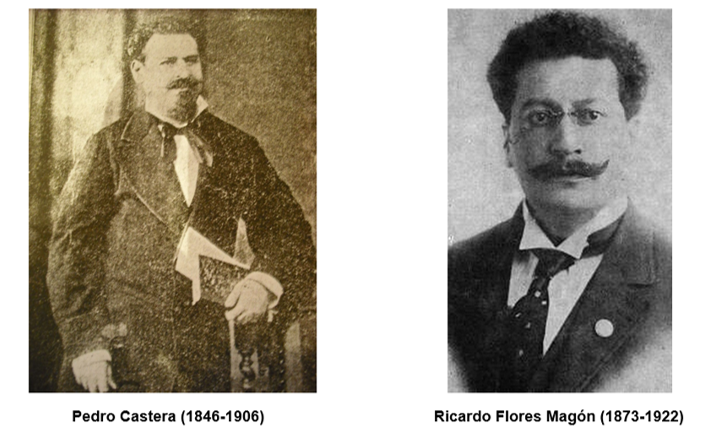 Pedro Castera (1846-1906)
Ricardo Flores Magón (1873-1922)